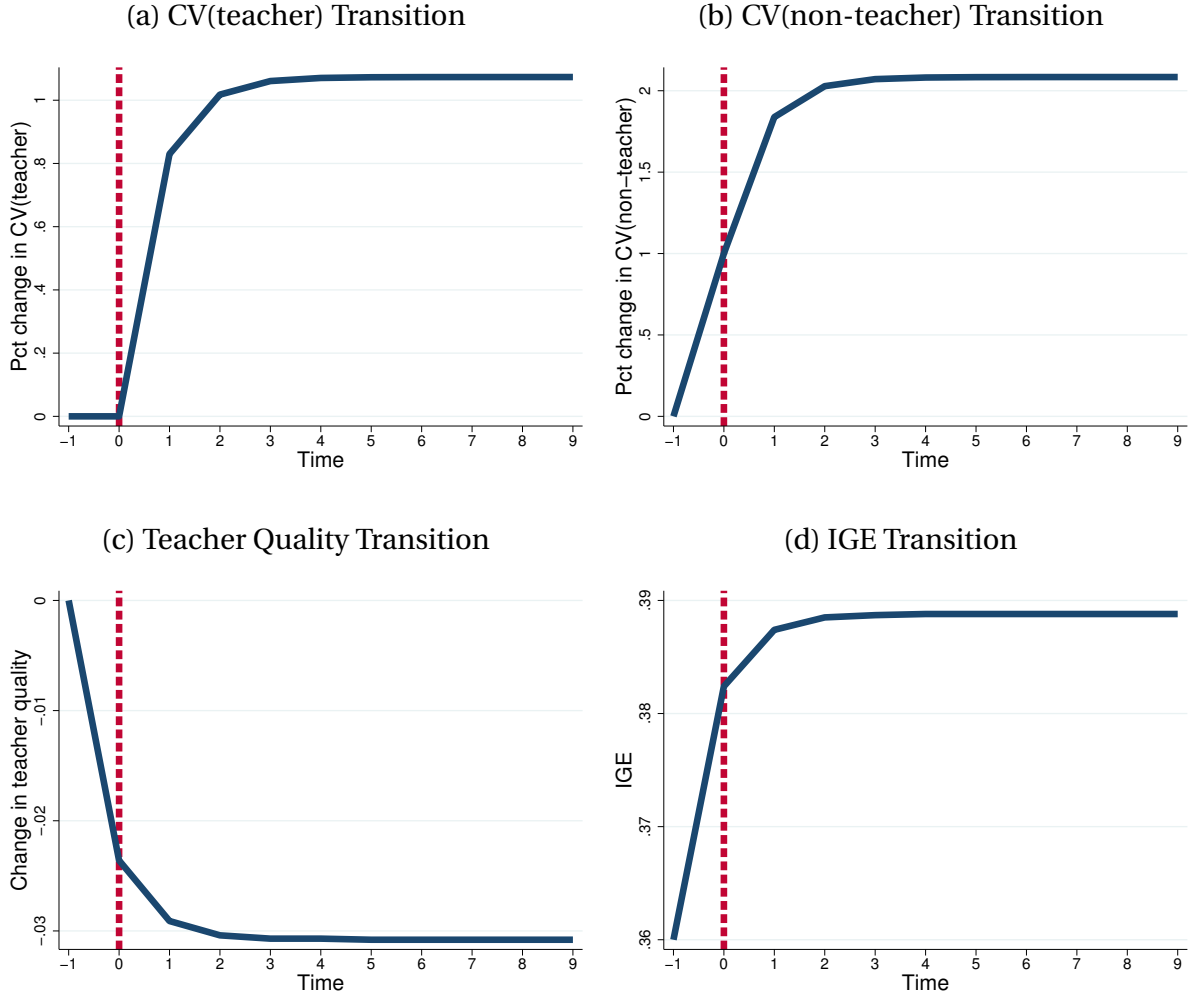 (a) CV(teacher) Transition
Pct change in CV(teacher)
1
.8
.6
.4
.2
0
−1 0 1 2 3 4 5 6 7 8 9
Time
(b) CV(non-teacher) Transition
Pct change in CV(non−teacher)
2
1.5
1
.5
0
−1 0 1 2 3 4 5 6 7 8 9
Time
(c) Teacher Quality Transition
Change in teacher quality
0
−.01
−.02
−.03
−1 0 1 2 3 4 5 6 7 8 9
Time
(d) IGE Transition
IGE
.39
.38
.37
.36
−1 0 1 2 3 4 5 6 7 8 9
Time